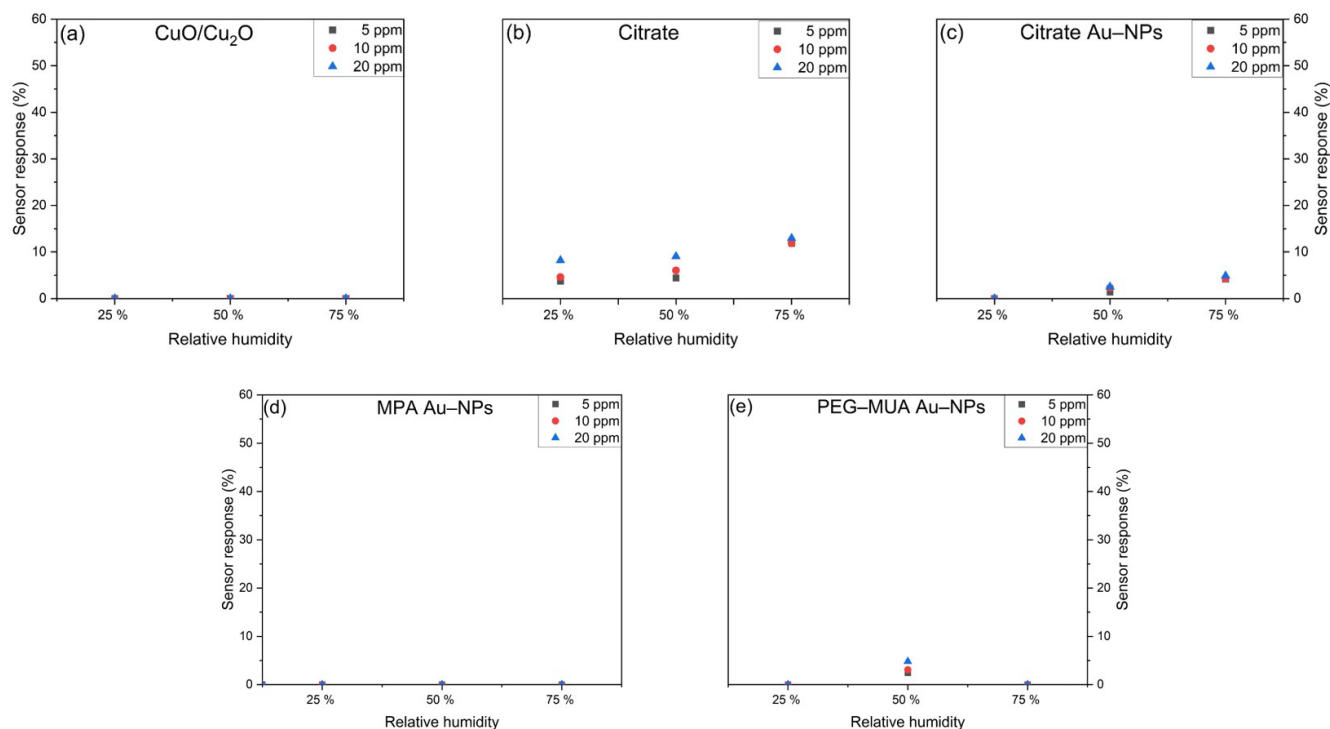 (a)
CuO/Cu₂O
5 ppm
10 ppm
20 ppm
Sensor response (%)
60
50
40
30
20
10
0
25 %
50 %
75 %
Relative humidity
(b)
Citrate
5 ppm
10 ppm
20 ppm
25 %
50 %
75 %
Relative humidity
(c)
Citrate Au–NPs
5 ppm
10 ppm
20 ppm
60
50
40
30
20
10
0
Sensor response (%)
25 %
50 %
75 %
Relative humidity
(d)
MPA Au–NPs
5 ppm
10 ppm
20 ppm
Sensor response (%)
60
50
40
30
20
10
0
25 %
50 %
75 %
Relative humidity
(e)
PEG–MUA Au–NPs
5 ppm
10 ppm
20 ppm
60
50
40
30
20
10
0
Sensor response (%)
25 %
50 %
75 %
Relative humidity